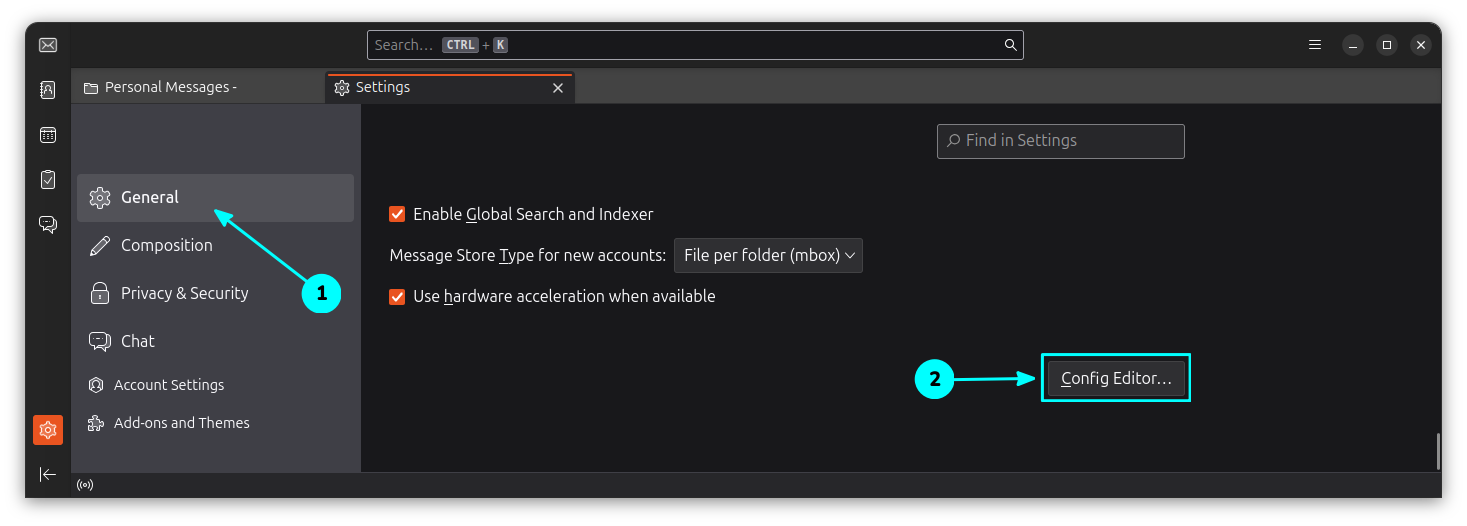 Search… CTRL + K
Personal Messages -
Settings
Find in Settings
General
Composition
Privacy & Security
Chat
Account Settings
Add-ons and Themes
Enable Global Search and Indexer
Message Store Type for new accounts: File per folder (mbox)
Use hardware acceleration when available
1
2
Config Editor…